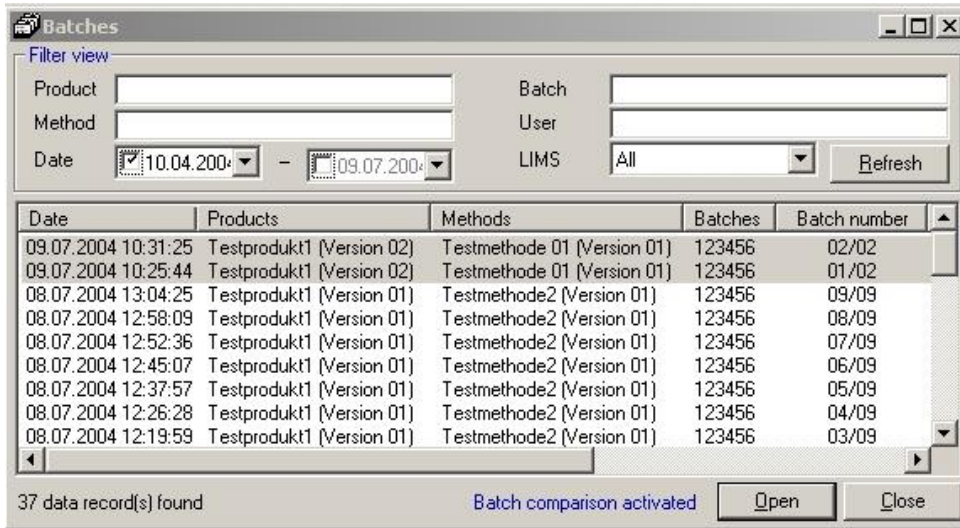 Batches
Filter view
Product Batch
Method User
Date 10.04.200 – 09.07.200 LIMS All Refresh
Date Products Methods Batches Batch number
09.07.2004 10:31:25 Testprodukt1 (Version 02) Testmethode 01 (Version 01) 123456 02/02
09.07.2004 10:25:44 Testprodukt1 (Version 02) Testmethode 01 (Version 01) 123456 01/02
08.07.2004 13:04:25 Testprodukt1 (Version 01) Testmethode2 (Version 01) 123456 09/09
08.07.2004 12:58:09 Testprodukt1 (Version 01) Testmethode2 (Version 01) 123456 08/09
08.07.2004 12:52:36 Testprodukt1 (Version 01) Testmethode2 (Version 01) 123456 07/09
08.07.2004 12:45:07 Testprodukt1 (Version 01) Testmethode2 (Version 01) 123456 06/09
08.07.2004 12:37:57 Testprodukt1 (Version 01) Testmethode2 (Version 01) 123456 05/09
08.07.2004 12:26:28 Testprodukt1 (Version 01) Testmethode2 (Version 01) 123456 04/09
08.07.2004 12:19:59 Testprodukt1 (Version 01) Testmethode2 (Version 01) 123456 03/09
37 data record(s) found Batch comparison activated Open Close